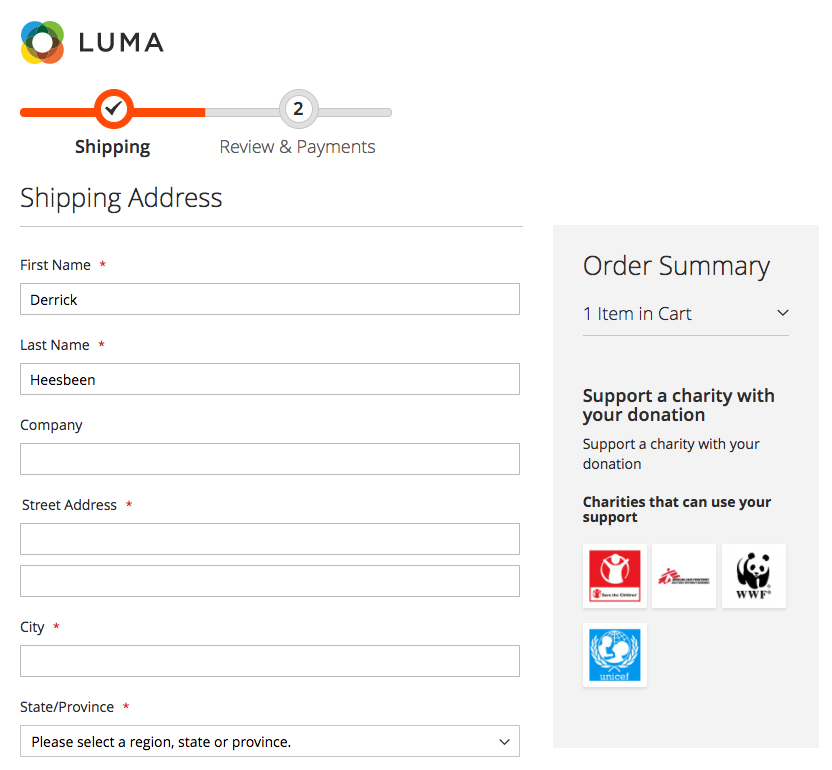 LUMA
2
Shipping
Review & Payments
Shipping Address
First Name *
Derrick
Last Name *
Heesbeen
Company
Street Address *
City *
State/Province *
Please select a region, state or province.
Order Summary
1 Item in Cart
Support a charity with
your donation
Support a charity with your
donation
Charities that can use your
support
Save the Children
WWF®
unicef